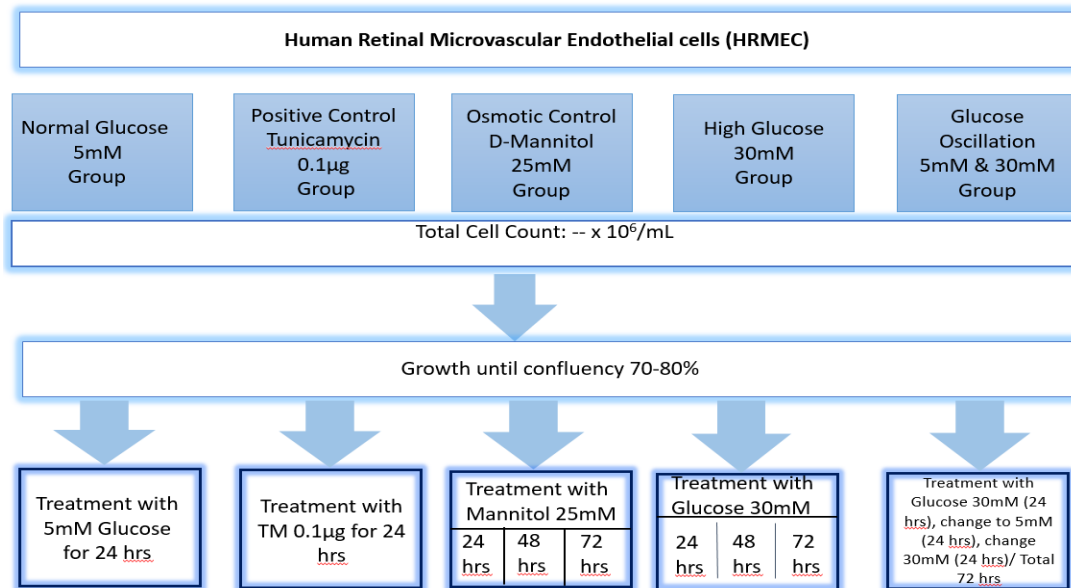 Human Retinal Microvascular Endothelial cells (HRMEC)
Normal Glucose
5mM
Group
Positive Control
Tunicamycin
0.1µg
Group
Osmotic Control
D-Mannitol
25mM
Group
High Glucose
30mM
Group
Glucose
Oscillation
5mM & 30mM
Group
Total Cell Count: -- x 10⁶/mL
Growth until confluency 70-80%
Treatment with
5mM Glucose
for 24 hrs
Treatment with
TM 0.1µg for 24
hrs
Treatment with
Mannitol 25mM
24 48 72
hrs hrs hrs
Treatment with
Glucose 30mM
24 48 72
hrs hrs hrs
Treatment with
Glucose 30mM (24
hrs), change to 5mM
(24 hrs), change
30mM (24 hrs)/ Total
72 hrs